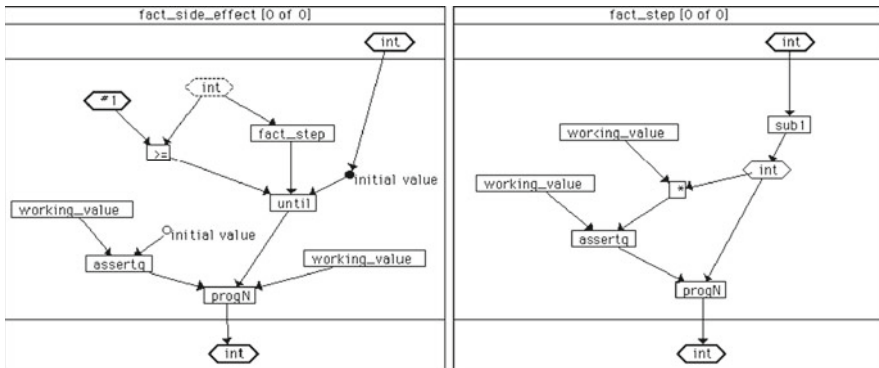 fact_side_effect [0 of 0]
int
int
#1
fact_step
>=
initial value
until
working_value
initial value
assertq
working_value
progN
int
fact_step [0 of 0]
int
sub1
working_value
int
working_value
*
assertq
progN
int